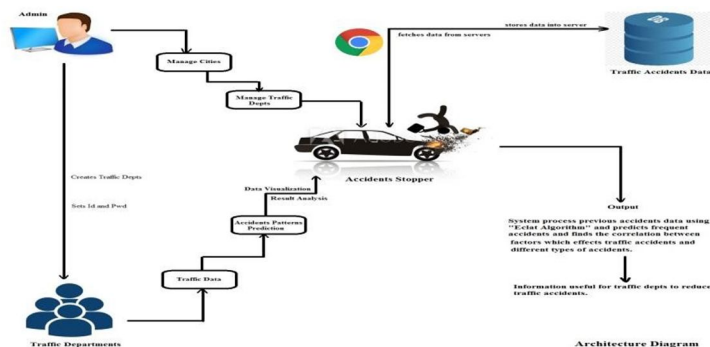 Admin
stores data into server
fetches data from servers
Manage Cities
Traffic Accidents Data
Manage Traffic
Depts
Accidents Stopper
Creates Traffic Depts
Data Visualization
Result Analysis
Sets Id and Pwd
Accidents Patterns
Prediction
Output
System process previous accidents data using
"Eclat Algorithm" and predicts frequent
accidents and finds the correlation between
factors which effects traffic accidents and
different types of accidents.
Traffic Data
Information useful for traffic depts to reduce
traffic accidents.
Traffic Departments
Architecture Diagram